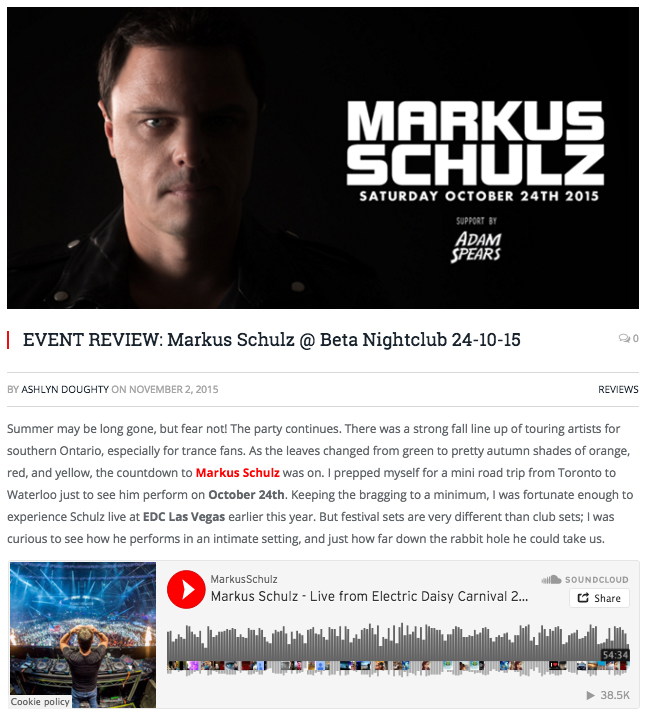 MARKUS
SCHULZ
SATURDAY OCTOBER 24TH 2015
SUPPORT BY
ADAM
SPEARS
EVENT REVIEW: Markus Schulz @ Beta Nightclub 24-10-15
0
BY ASHLYN DOUGHTY ON NOVEMBER 2, 2015
REVIEWS
Summer may be long gone, but fear not! The party continues. There was a strong fall line up of touring artists for
southern Ontario, especially for trance fans. As the leaves changed from green to pretty autumn shades of orange,
red, and yellow, the countdown to Markus Schulz was on. I prepped myself for a mini road trip from Toronto to
Waterloo just to see him perform on October 24th. Keeping the bragging to a minimum, I was fortunate enough to
experience Schulz live at EDC Las Vegas earlier this year. But festival sets are very different than club sets; I was
curious to see how he performs in an intimate setting, and just how far down the rabbit hole he could take us.
MarkusSchulz
SOUNDCLOUD
Markus Schulz - Live from Electric Daisy Carnival 2...
Share
54:34
Cookie policy
38.5K